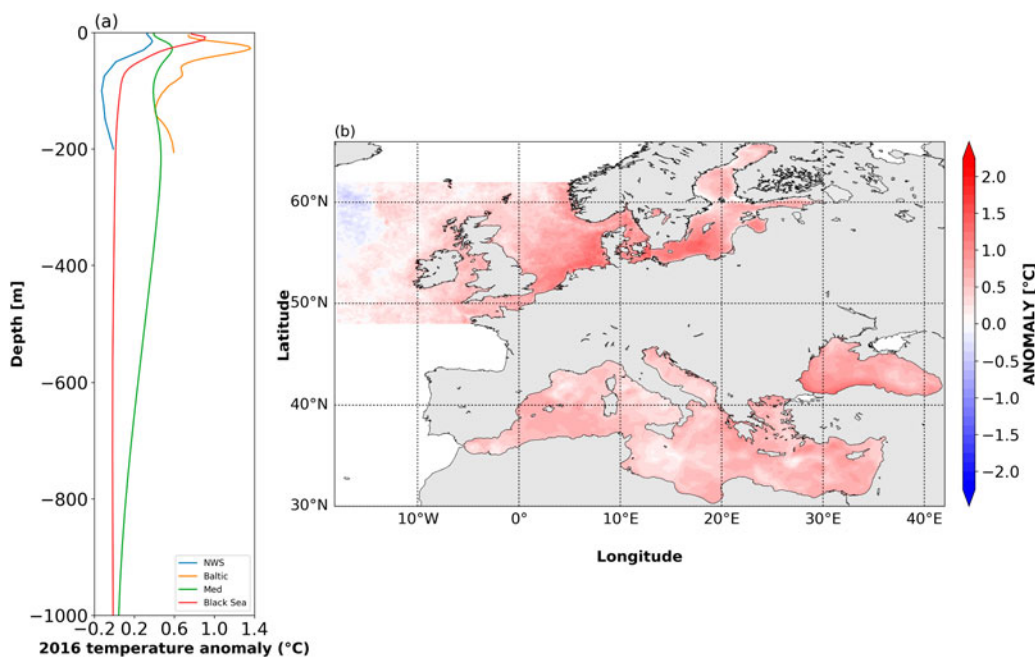 (a)
0
−200
−400
−600
−800
−1000
Depth [m]
NWS
Baltic
Med
Black Sea
−0.2 0.2 0.6 1.0 1.4
2016 temperature anomaly (°C)
(b)
60°N
50°N
40°N
30°N
Latitude
10°W 0° 10°E 20°E 30°E 40°E
Longitude
2.0
1.5
1.0
0.5
0.0
−0.5
−1.0
−1.5
−2.0
ANOMALY [°C]